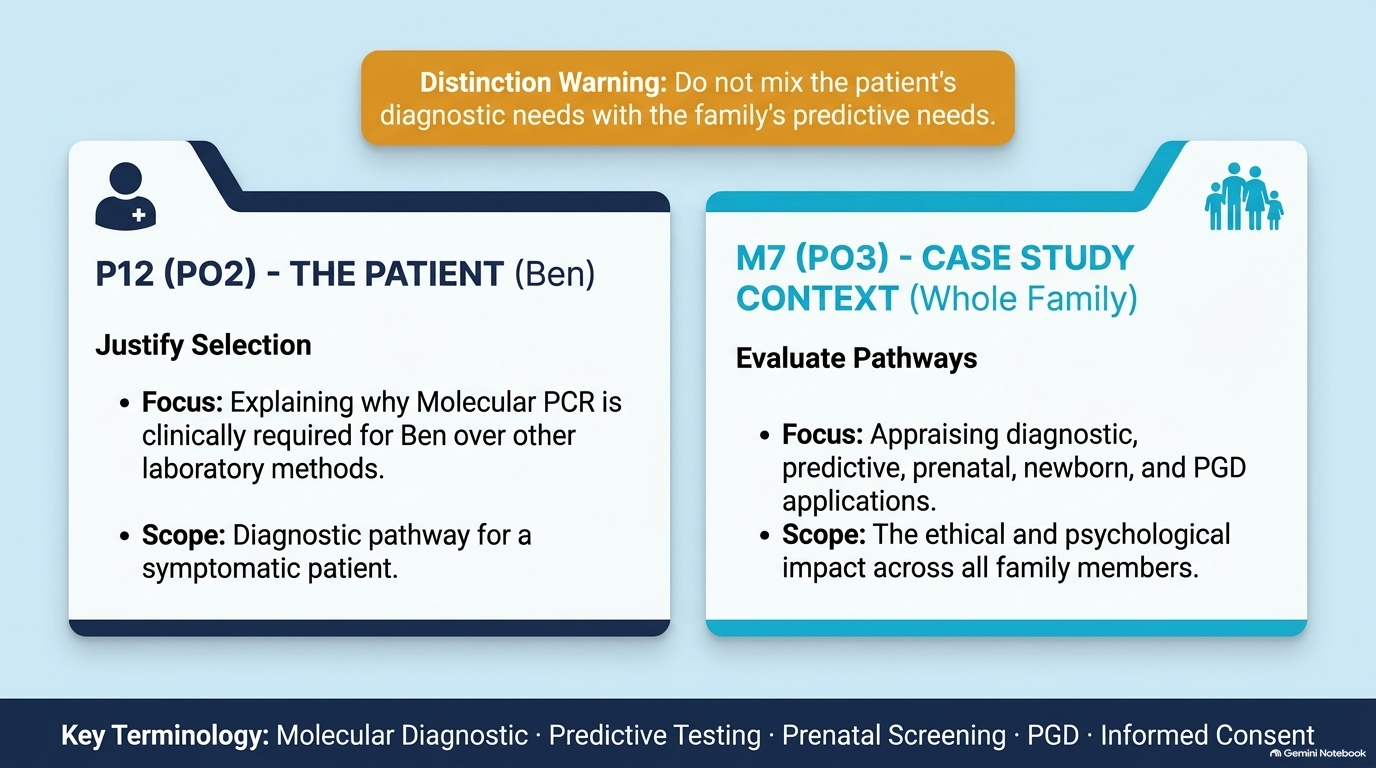 Distinction Warning: Do not mix the patient's
diagnostic needs with the family's predictive needs.
P12 (PO2) - THE PATIENT (Ben)
Justify Selection
• Focus: Explaining why Molecular PCR is
clinically required for Ben over other
laboratory methods.
• Scope: Diagnostic pathway for a
symptomatic patient.
M7 (PO3) - CASE STUDY
CONTEXT (Whole Family)
Evaluate Pathways
• Focus: Appraising diagnostic,
predictive, prenatal, newborn, and PGD
applications.
• Scope: The ethical and psychological
impact across all family members.
Key Terminology: Molecular Diagnostic · Predictive Testing · Prenatal Screening · PGD · Informed Consent
Gemini Notebook